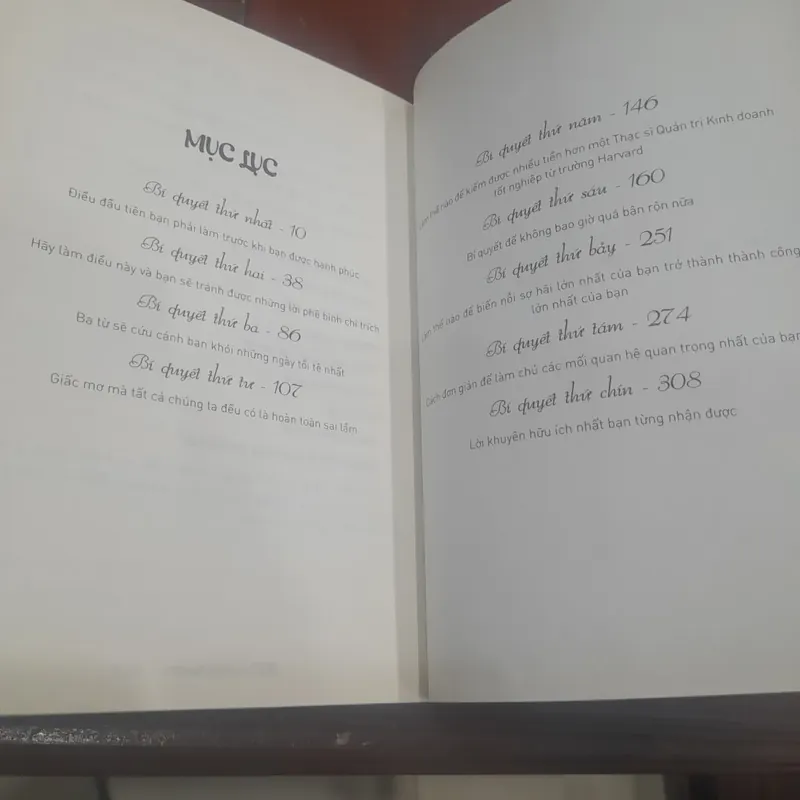 MỤC LỤC
Bí quyết thứ nhất - 10
Điều đầu tiên bạn phải làm trước khi bạn được hạnh phúc
Bí quyết thứ hai - 38
Hãy làm điều này và bạn sẽ tránh được những lời phê bình chỉ trích
Bí quyết thứ ba - 86
Ba từ sẽ cứu cánh bạn khỏi những ngày tồi tệ nhất
Bí quyết thứ tư - 107
Giấc mơ mà tất cả chúng ta đều có là hoàn toàn sai lầm
Bí quyết thứ năm - 146
thế nào để kiếm được nhiều tiền hơn một Thạc sĩ Quản trị Kinh doanh
tốt nghiệp từ trường Harvard
Bí quyết thứ sáu - 160
Bí quyết để không bao giờ quá bận rộn nữa
Bí quyết thứ bảy - 251
thế nào để biến nỗi sợ hãi lớn nhất của bạn trở thành thành công
lớn nhất của bạn
Bí quyết thứ tám - 274
Cách đơn giản để làm chủ các mối quan hệ quan trọng nhất của bạn
Bí quyết thứ chín - 308
Lời khuyên hữu ích nhất bạn từng nhận được